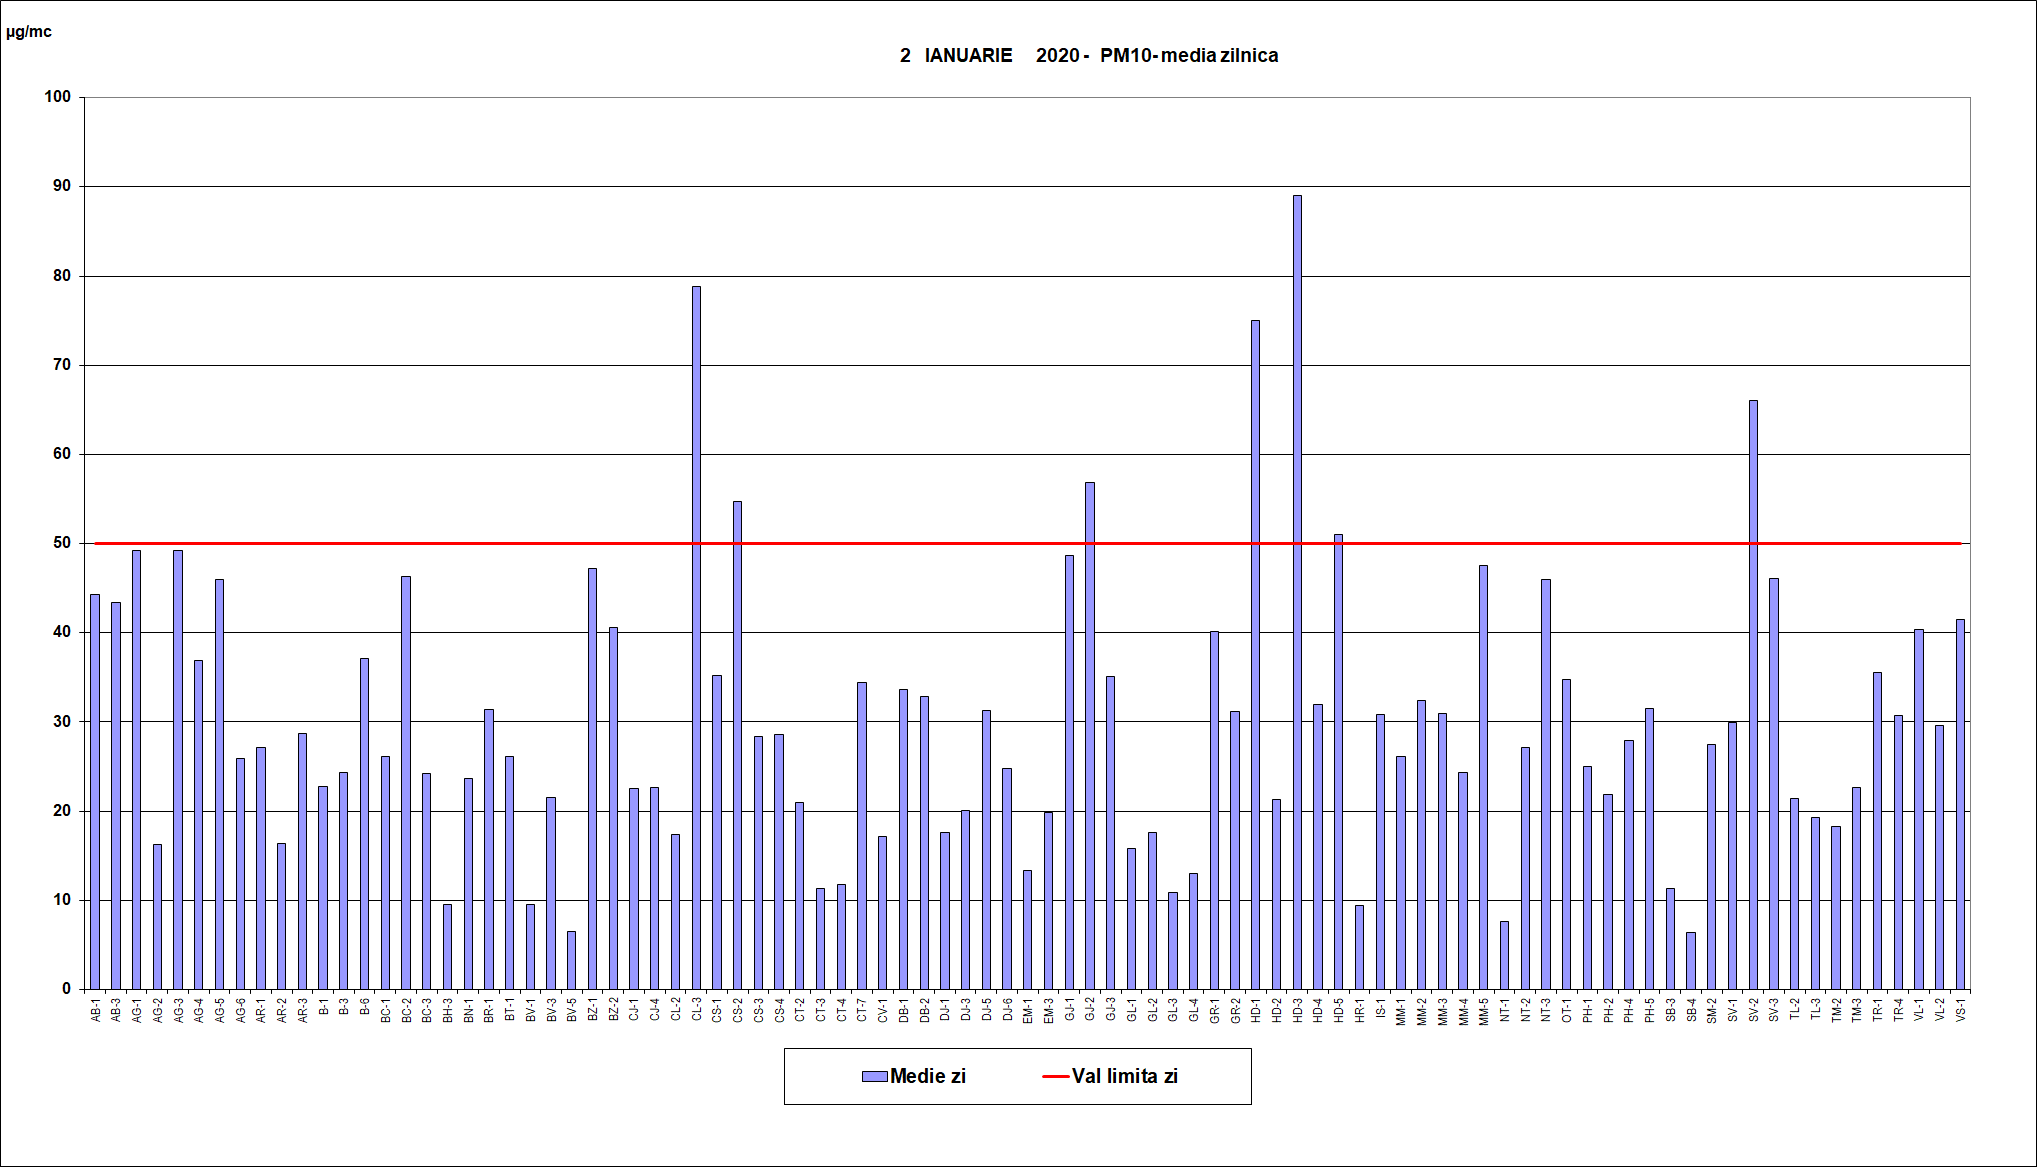 µg/mc
2 IANUARIE 2020 - PM10- media zilnica
100
90
80
70
60
50
40
30
20
10
0
AB-1 AB-3 AG-1 AG-2 AG-3 AG-4 AG-5 AG-6 AR-1 AR-2 AR-3 B-1 B-3 B-6 BC-1 BC-2 BC-3 BH-3 BN-1 BR-1 BT-1 BV-1 BV-3 BV-5 BZ-1 BZ-2 CJ-1 CJ-4 CL-2 CL-3 CS-1 CS-2 CS-3 CS-4 CT-2 CT-3 CT-4 CT-7 CV-1 DB-1 DB-2 DJ-1 DJ-3 DJ-5 DJ-6 EM-1 EM-3 GJ-1 GJ-2 GJ-3 GL-1 GL-2 GL-3 GL-4 GR-1 GR-2 HD-1 HD-2 HD-3 HD-4 HD-5 HR-1 IS-1 MM-1 MM-2 MM-3 MM-4 MM-5 NT-1 NT-2 NT-3 OT-1 PH-1 PH-2 PH-4 PH-5 SB-3 SB-4 SM-2 SV-1 SV-2 SV-3 TL-2 TL-3 TM-2 TM-3 TR-1 TR-4 VL-1 VL-2 VS-1
Medie zi Val limita zi